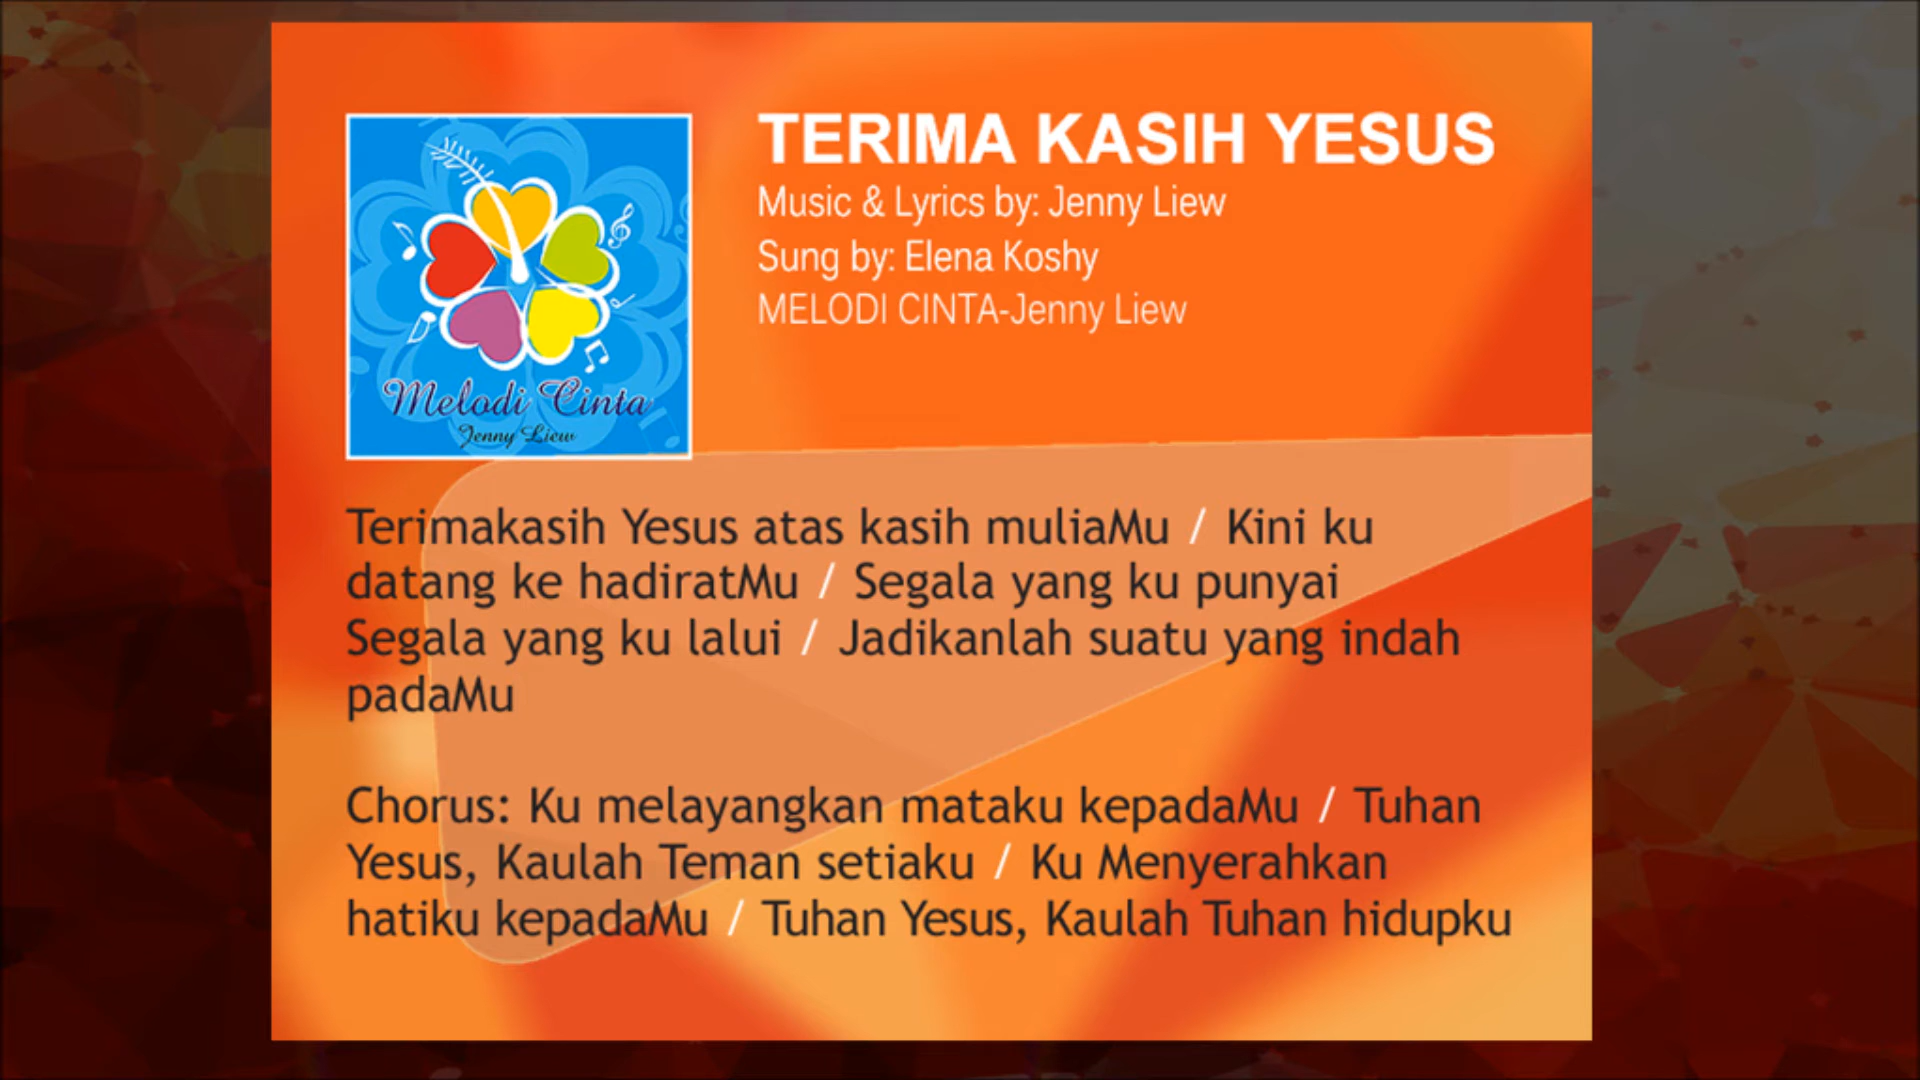 TERIMA KASIH YESUS
Music & Lyrics by: Jenny Liew
Sung by: Elena Koshy
MELODI CINTA-Jenny Liew
Melodi Cinta
Jenny Liew
Terimakasih Yesus atas kasih muliaMu / Kini ku
datang ke hadiratMu / Segala yang ku punyai
Segala yang ku lalui / Jadikanlah suatu yang indah
padaMu
Chorus: Ku melayangkan mataku kepadaMu / Tuhan
Yesus, Kaulah Teman setiaku / Ku Menyerahkan
hatiku kepadaMu / Tuhan Yesus, Kaulah Tuhan hidupku